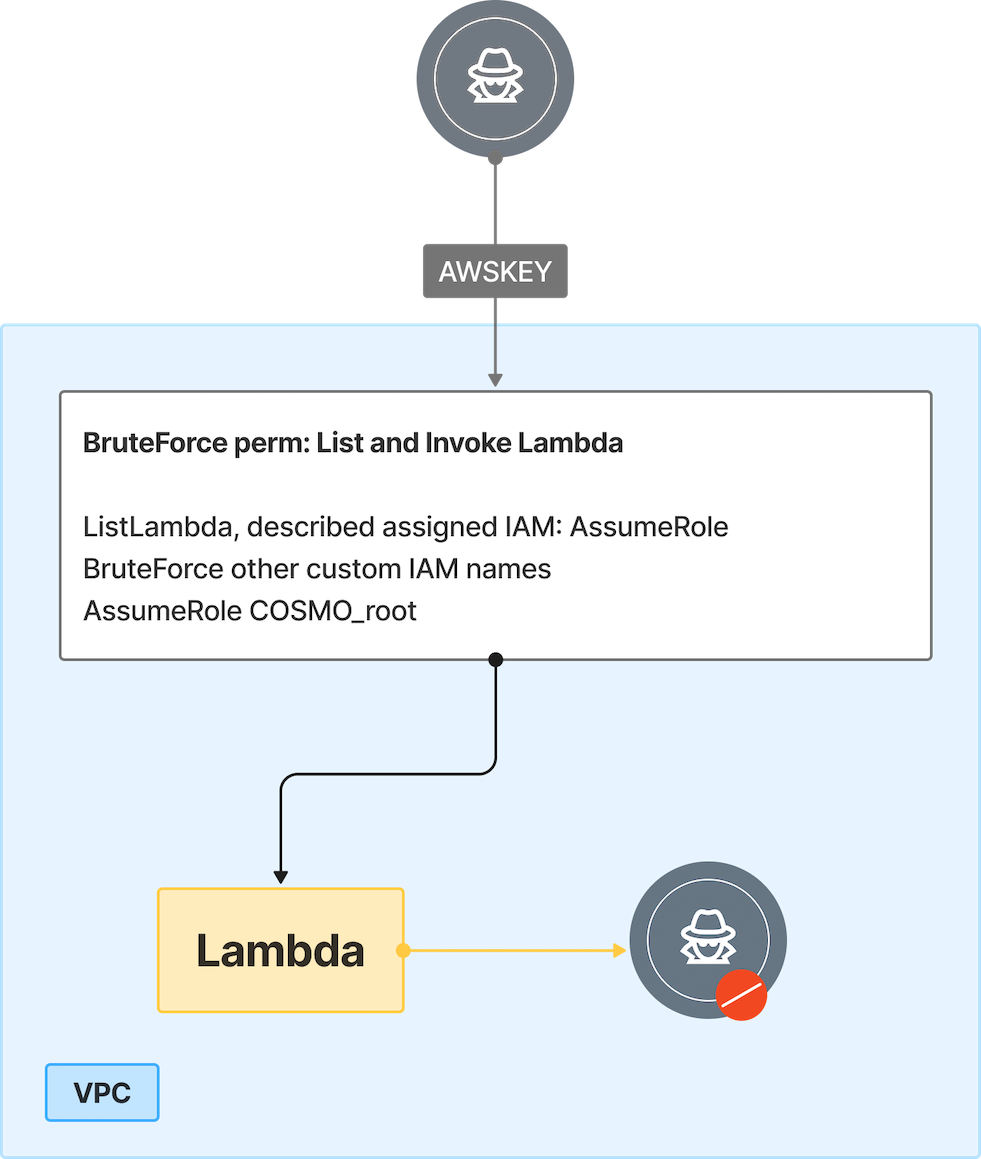 AWSKEY
BruteForce perm: List and Invoke Lambda
ListLambda, described assigned IAM: AssumeRole
BruteForce other custom IAM names
AssumeRole COSMO_root
Lambda
VPC